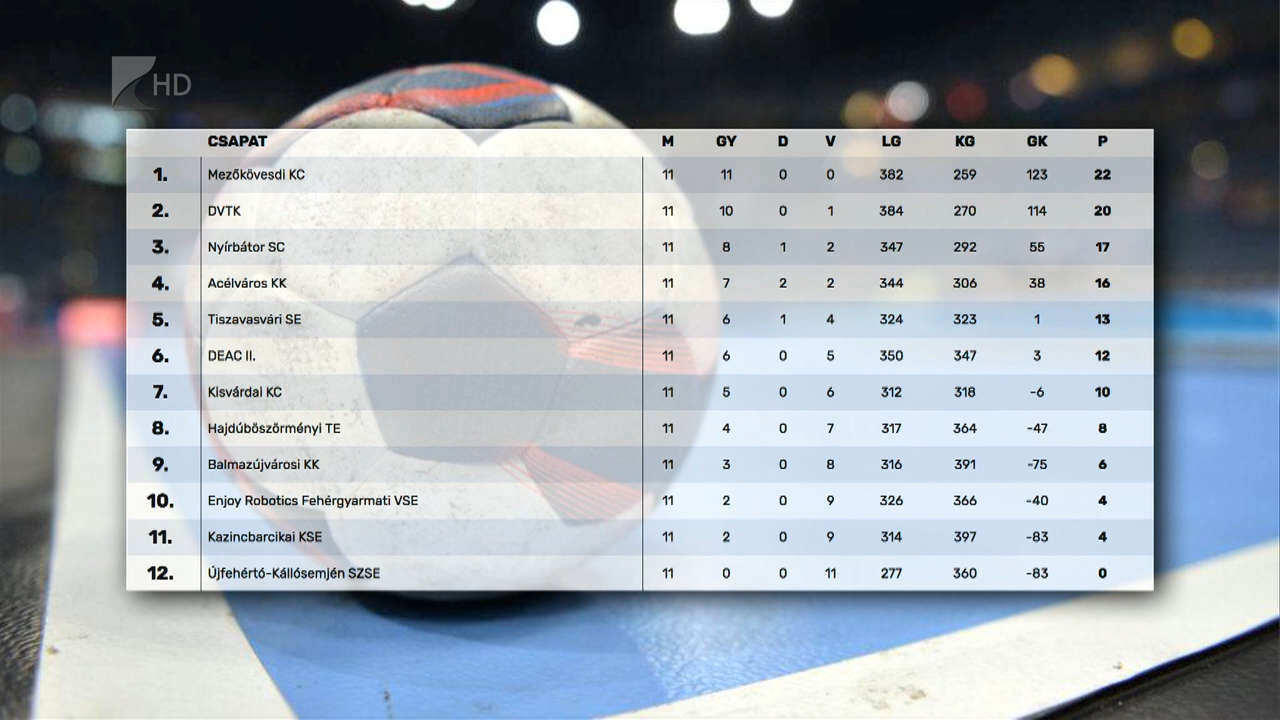 HD
CSAPAT M GY D V LG KG GK P
1. Mezőkövesdi KC 11 11 0 0 382 259 123 22
2. DVTK 11 10 0 1 384 270 114 20
3. Nyírbátor SC 11 8 1 2 347 292 55 17
4. Acélváros KK 11 7 2 2 344 306 38 16
5. Tiszavasvári SE 11 6 1 4 324 323 1 13
6. DEAC II. 11 6 0 5 350 347 3 12
7. Kisvárdai KC 11 5 0 6 312 318 -6 10
8. Hajdúböszörményi TE 11 4 0 7 317 364 -47 8
9. Balmazújvárosi KK 11 3 0 8 316 391 -75 6
10. Enjoy Robotics Fehérgyarmati VSE 11 2 0 9 326 366 -40 4
11. Kazincbarcikai KSE 11 2 0 9 314 397 -83 4
12. Újfehértó-Kállósemjén SZSE 11 0 0 11 277 360 -83 0